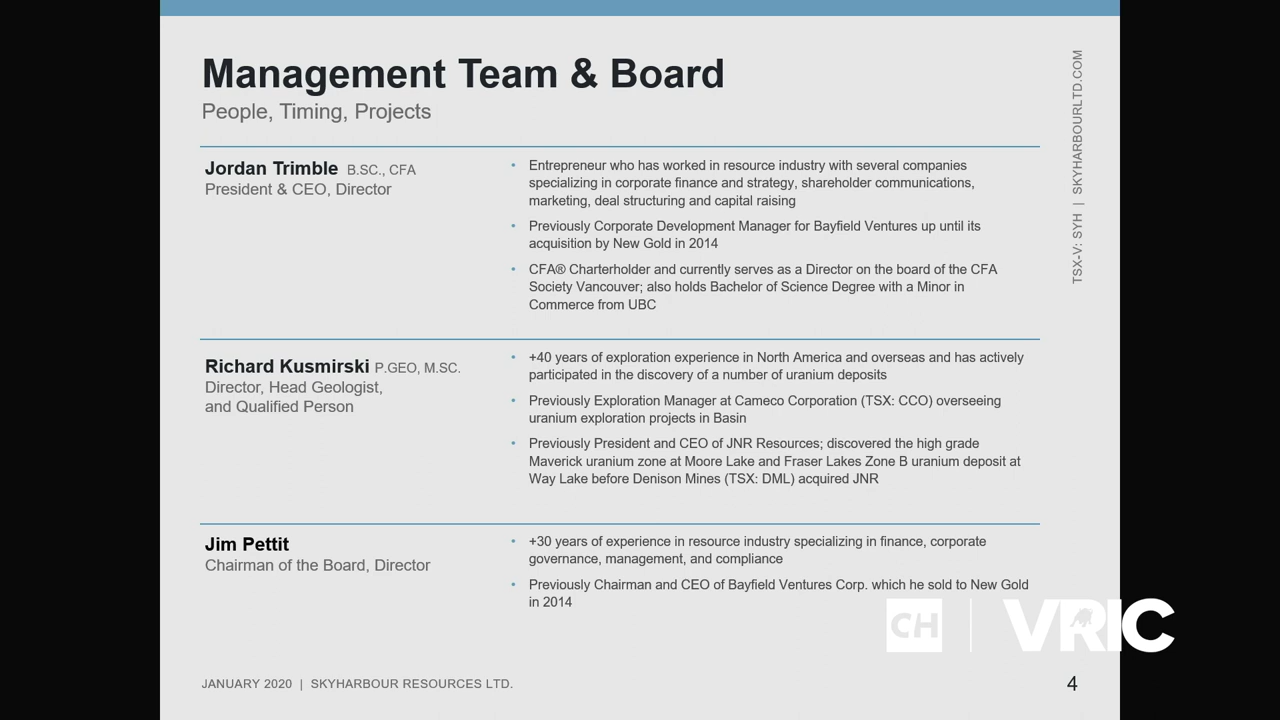 Management Team & Board
People, Timing, Projects
TSX-V: SYH | SKYHARBOURLTD.COM
Jordan Trimble B.SC., CFA
President & CEO, Director
• Entrepreneur who has worked in resource industry with several companies
specializing in corporate finance and strategy, shareholder communications,
marketing, deal structuring and capital raising
• Previously Corporate Development Manager for Bayfield Ventures up until its
acquisition by New Gold in 2014
• CFA® Charterholder and currently serves as a Director on the board of the CFA
Society Vancouver; also holds Bachelor of Science Degree with a Minor in
Commerce from UBC
Richard Kusmirski P.GEO, M.SC.
Director, Head Geologist,
and Qualified Person
• +40 years of exploration experience in North America and overseas and has actively
participated in the discovery of a number of uranium deposits
• Previously Exploration Manager at Cameco Corporation (TSX: CCO) overseeing
uranium exploration projects in Basin
• Previously President and CEO of JNR Resources; discovered the high grade
Maverick uranium zone at Moore Lake and Fraser Lakes Zone B uranium deposit at
Way Lake before Denison Mines (TSX: DML) acquired JNR
Jim Pettit
Chairman of the Board, Director
• +30 years of experience in resource industry specializing in finance, corporate
governance, management, and compliance
• Previously Chairman and CEO of Bayfield Ventures Corp. which he sold to New Gold
in 2014
CH | VRIC
JANUARY 2020 | SKYHARBOUR RESOURCES LTD.
4